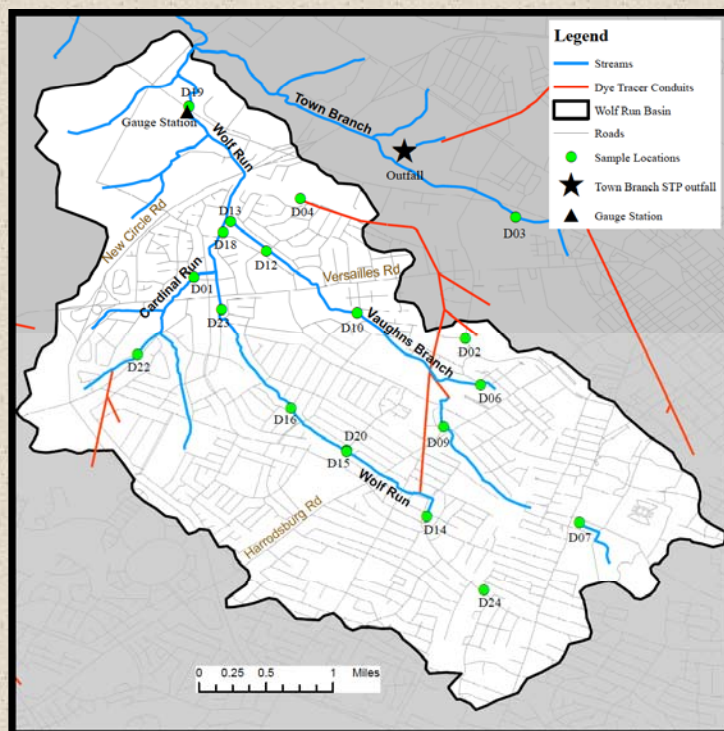 Legend
Streams
Dye Tracer Conduits
Wolf Run Basin
Roads
Sample Locations
Town Branch STP outfall
Gauge Station
D19
Gauge Station
Wolf Run
Town Branch
Outfall
D03
D04
D13
D18
D12
New Circle Rd
Versailles Rd
Cardinal Run
D01
D23
D10
Vaughns Branch
D02
D22
D06
D16
D09
D20
D15
Wolf Run
Harrodsburg Rd
D14
D07
D24
0 0.25 0.5 1 Miles